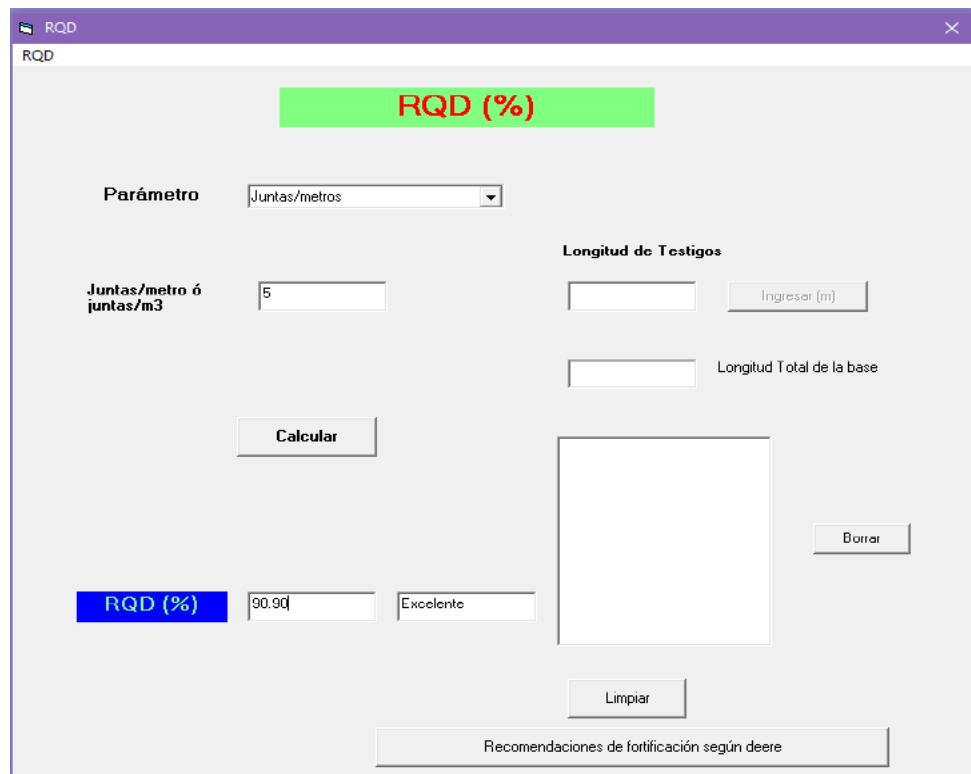 RQD
RQD
RQD (%)
Parámetro
Juntas/metros
Longitud de Testigos
Juntas/metro ó
juntas/m3
5
Ingresar (m)
Longitud Total de la base
Calcular
Borrar
RQD (%)
90.90
Excelente
Limpiar
Recomendaciones de fortificación según deere